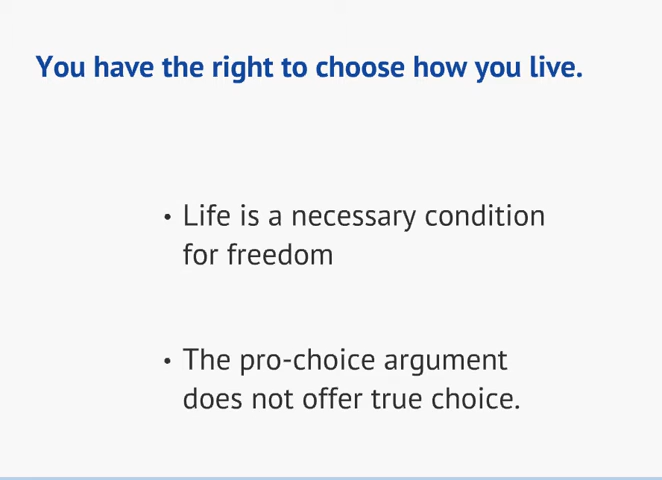 You have the right to choose how you live.
• Life is a necessary condition
for freedom
• The pro-choice argument
does not offer true choice.